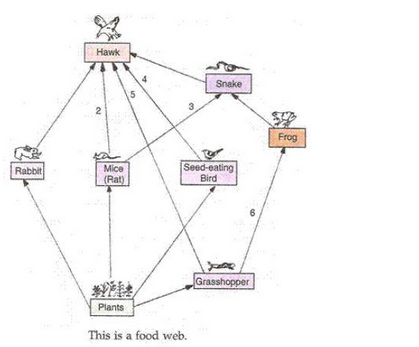 Hawk
4
Snake
5
2
3
Frog
Rabbit
Mice
(Rat)
Seed-eating
Bird
6
Grasshopper
Plants
This is a food web.